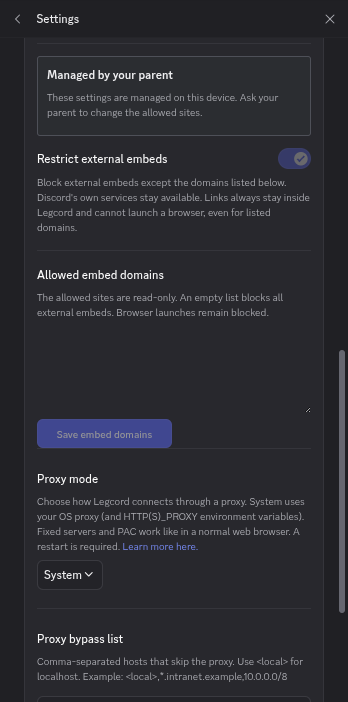 Settings
Managed by your parent
These settings are managed on this device. Ask your
parent to change the allowed sites.
Restrict external embeds
Block external embeds except the domains listed below.
Discord's own services stay available. Links always stay inside
Legcord and cannot launch a browser, even for listed
domains.
Allowed embed domains
The allowed sites are read-only. An empty list blocks all
external embeds. Browser launches remain blocked.
Save embed domains
Proxy mode
Choose how Legcord connects through a proxy. System uses
your OS proxy (and HTTP(S)_PROXY environment variables).
Fixed servers and PAC work like in a normal web browser. A
restart is required. Learn more here.
System
Proxy bypass list
Comma-separated hosts that skip the proxy. Use <local> for
localhost. Example: <local>,*.intranet.example,10.0.0.0/8